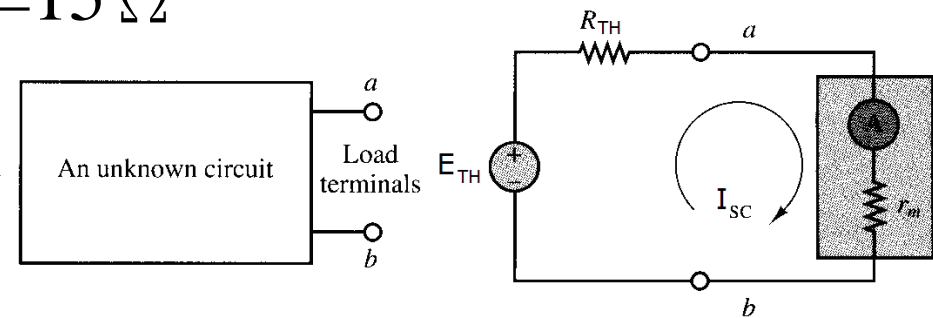 =15 Ω
a
An unknown circuit
Load
terminals
b
R_TH
a
E_TH
+
−
I_SC
A
r_m
b